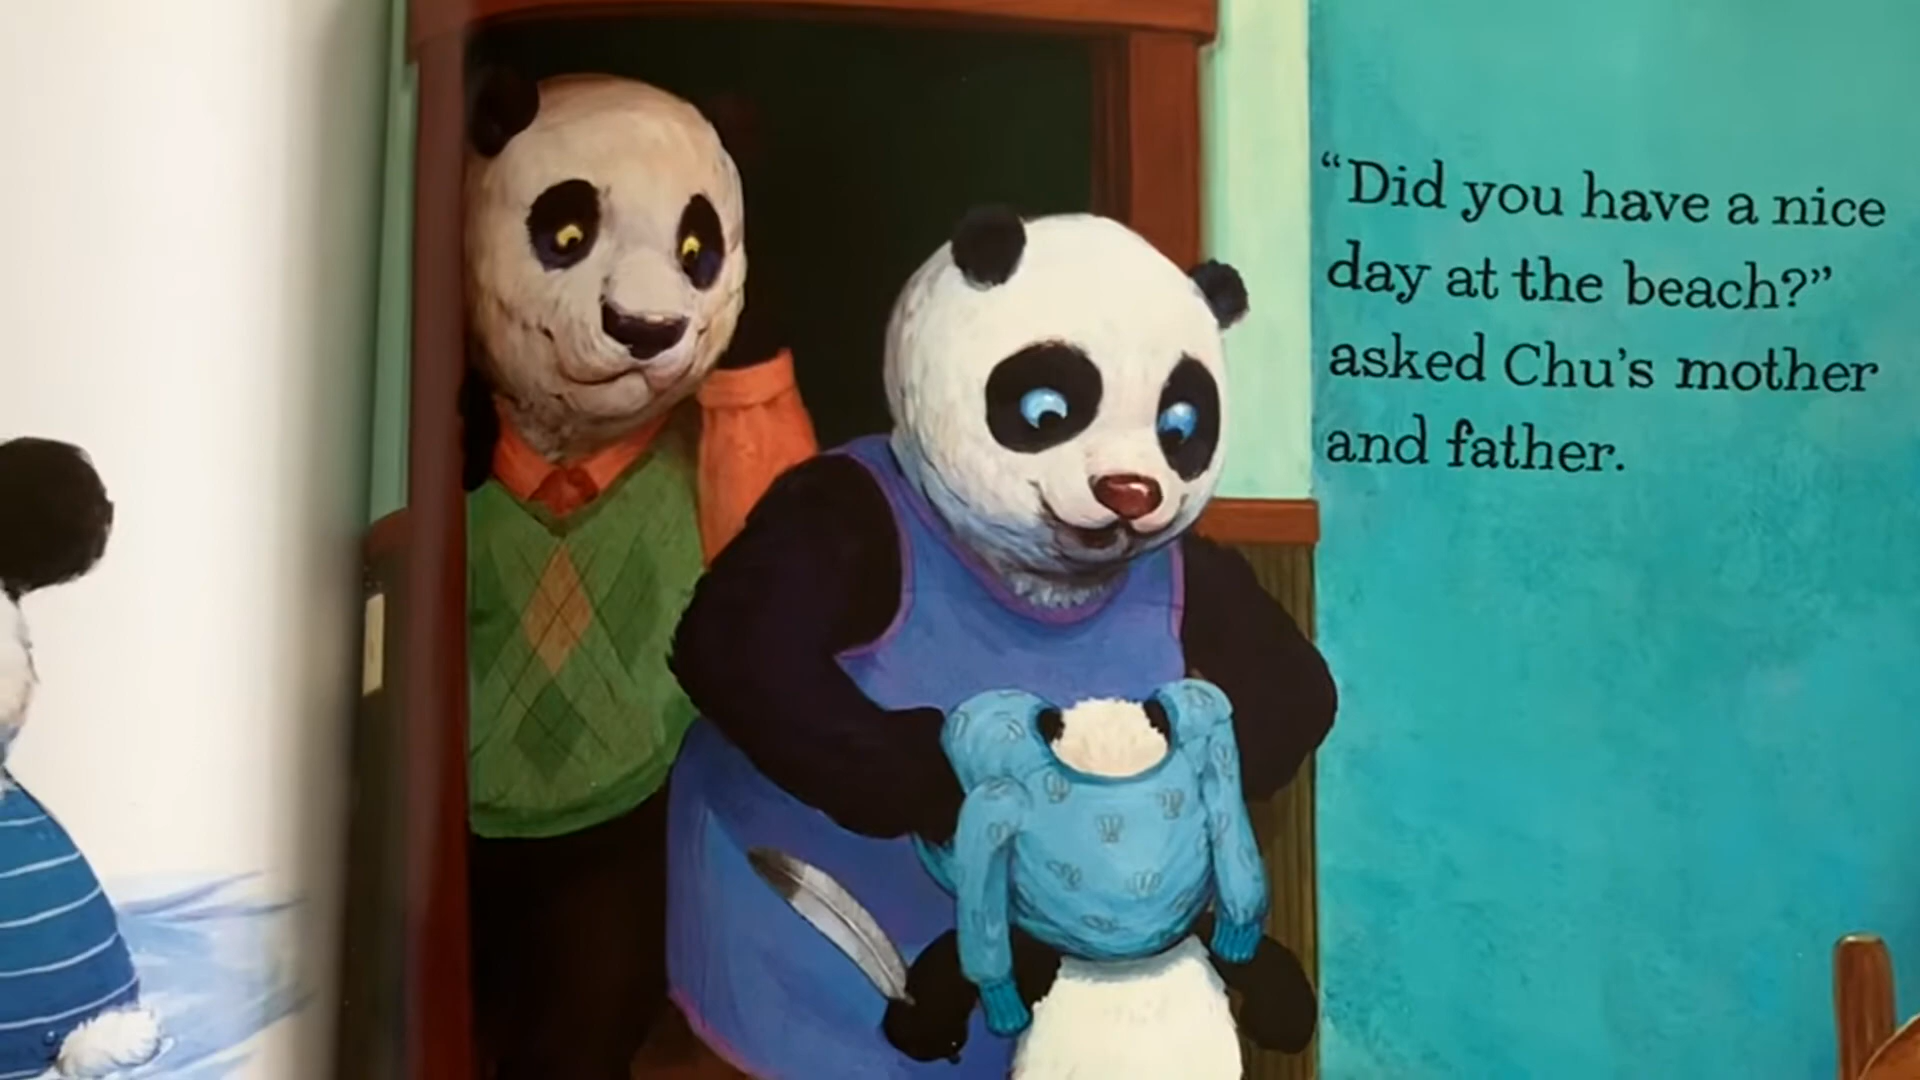 “Did you have a nice
day at the beach?”
asked Chu’s mother
and father.